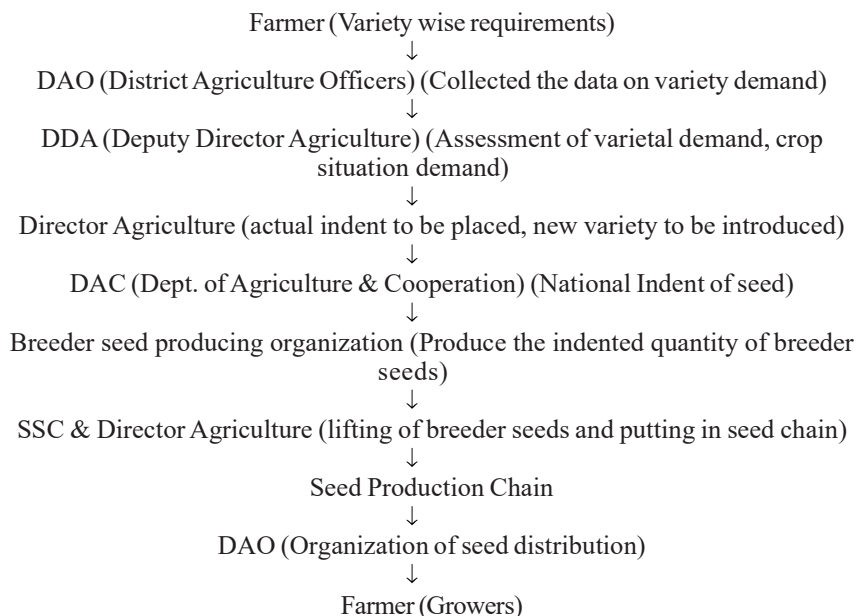 Farmer (Variety wise requirements)
↓
DAO (District Agriculture Officers) (Collected the data on variety demand)
↓
DDA (Deputy Director Agriculture) (Assessment of varietal demand, crop
situation demand)
↓
Director Agriculture (actual indent to be placed, new variety to be introduced)
↓
DAC (Dept. of Agriculture & Cooperation) (National Indent of seed)
↓
Breeder seed producing organization (Produce the indented quantity of breeder
seeds)
↓
SSC & Director Agriculture (lifting of breeder seeds and putting in seed chain)
↓
Seed Production Chain
↓
DAO (Organization of seed distribution)
↓
Farmer (Growers)